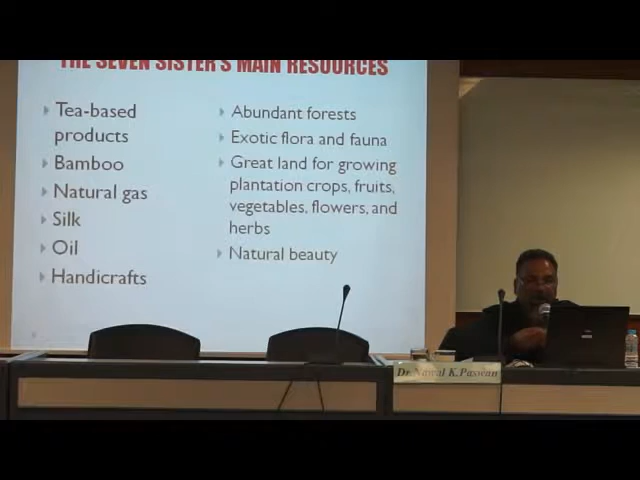 THE SEVEN SISTER'S MAIN RESOURCES
Tea-based
products
Bamboo
Natural gas
Silk
Oil
Handicrafts
Abundant forests
Exotic flora and fauna
Great land for growing
plantation crops, fruits,
vegetables, flowers, and
herbs
Natural beauty
Dr. Nawal K. Paswan